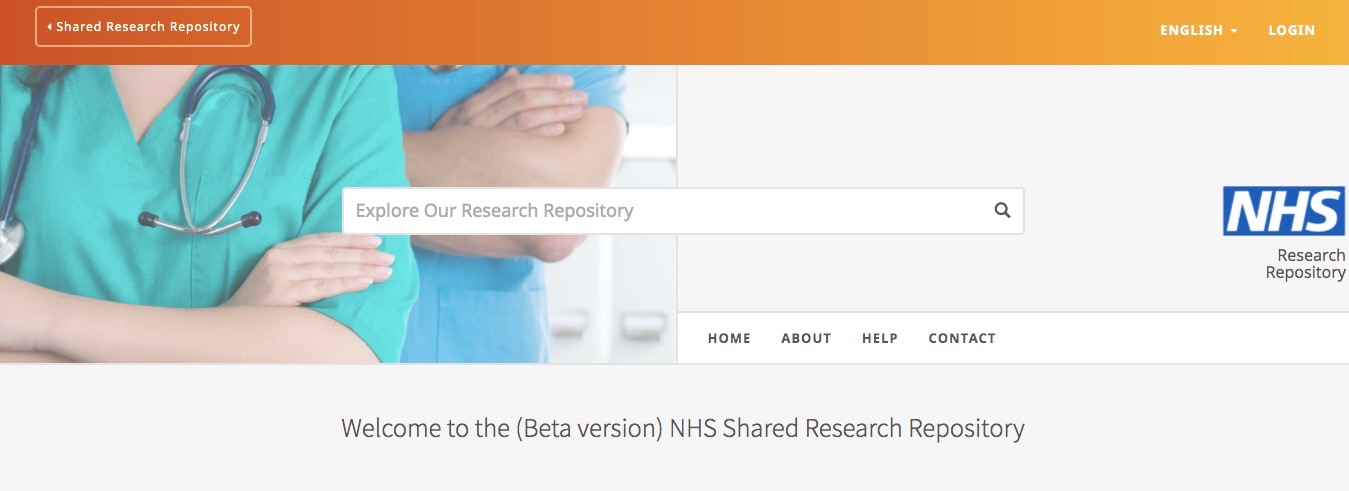 Shared Research Repository
ENGLISH
LOGIN
Explore Our Research Repository
NHS
Research
Repository
HOME ABOUT HELP CONTACT
Welcome to the (Beta version) NHS Shared Research Repository